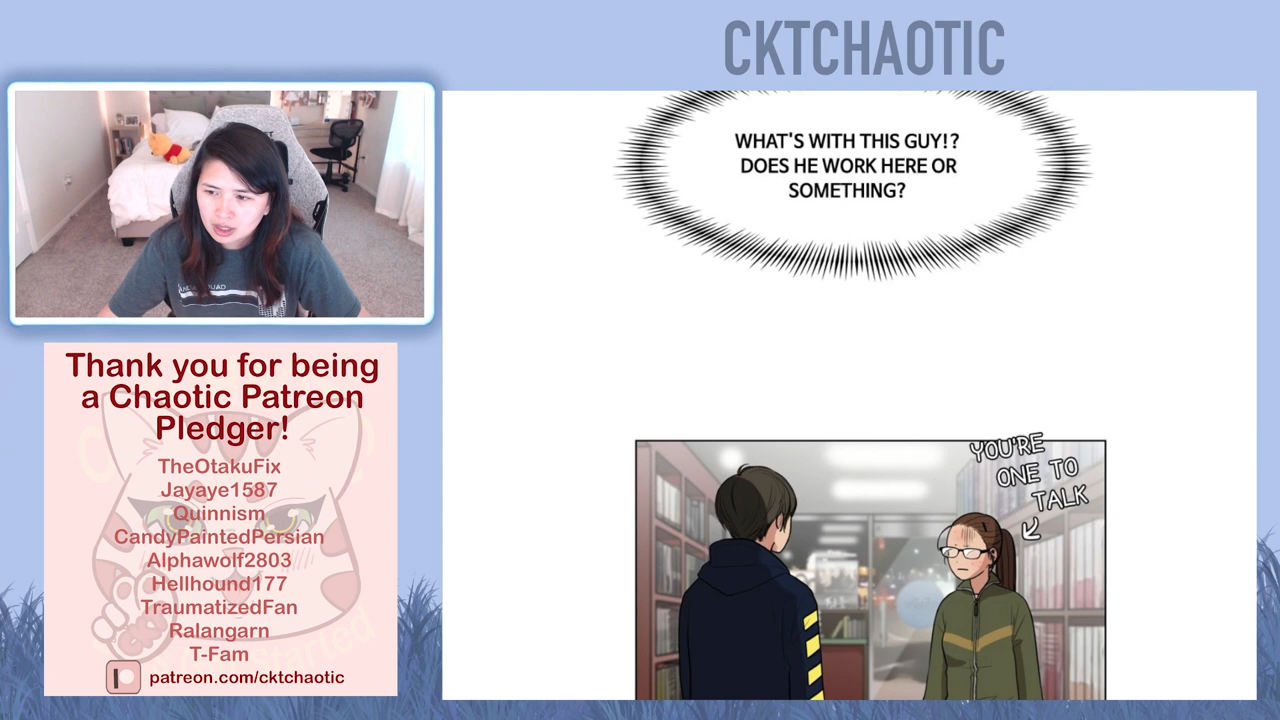 CKTCHAOTIC
WHAT'S WITH THIS GUY!?
DOES HE WORK HERE OR
SOMETHING?
YOU'RE
ONE TO
TALK
Thank you for being
a Chaotic Patreon
Pledger!
TheOtakuFix
Jayaye1587
Quinnism
CandyPaintedPersian
Alphawolf2803
Hellhound177
TraumatizedFan
Ralangarn
T-Fam
patreon.com/cktchaotic